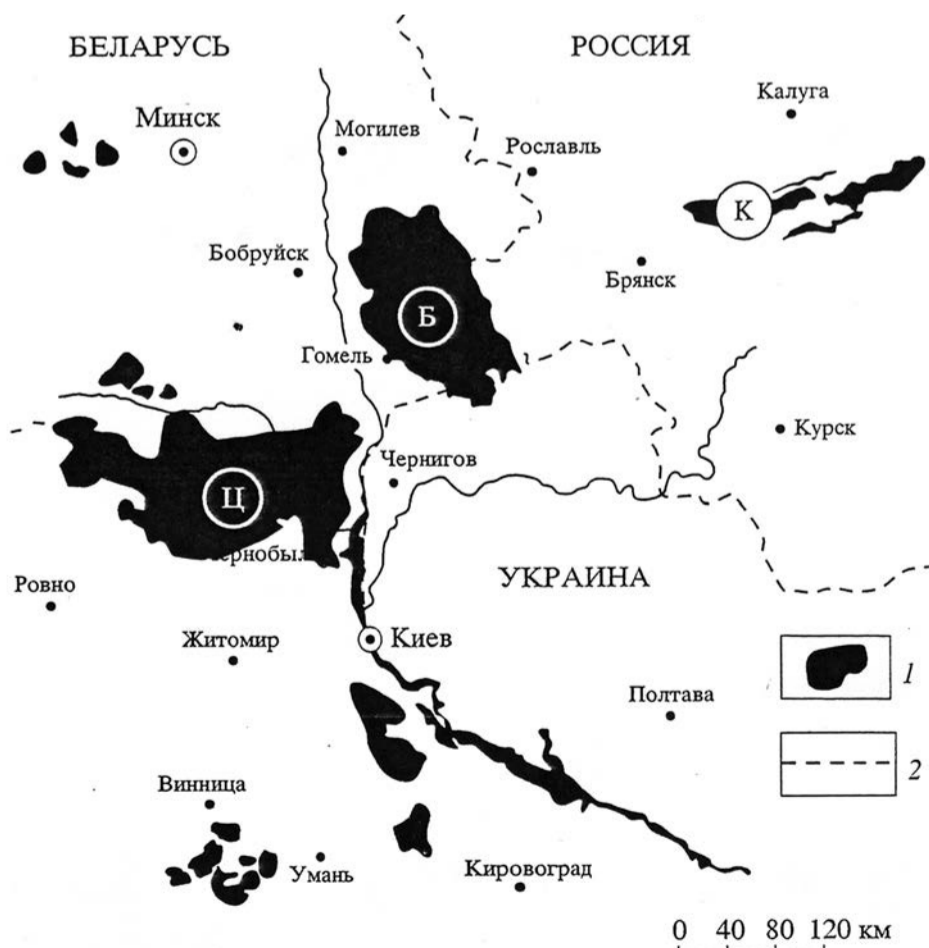 БЕЛАРУСЬ
РОССИЯ
Калуга
Минск
Могилев
Рославль
К
Бобруйск
Брянск
Б
Гомель
Курск
Чернигов
Ц
Ровно
УКРАИНА
Житомир
Киев
1
Полтава
2
Винница
Умань
Кировоград
0 40 80 120 км